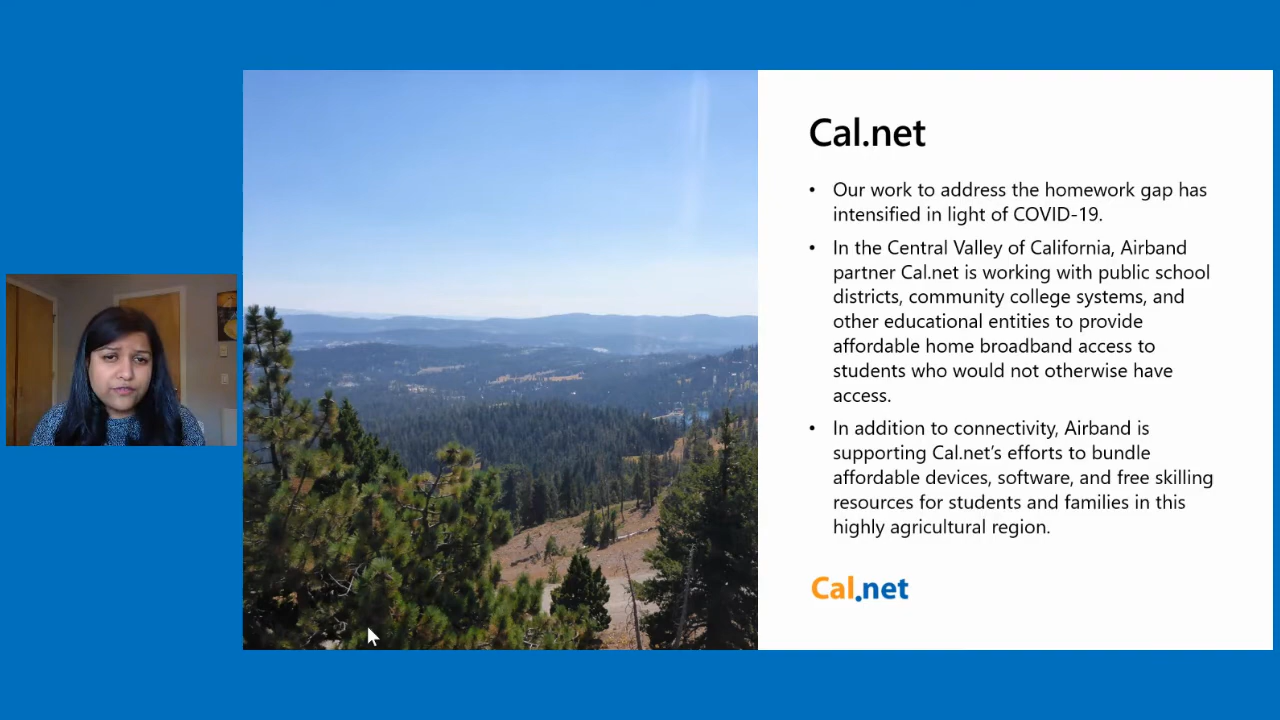 Cal.net
• Our work to address the homework gap has
intensified in light of COVID-19.
• In the Central Valley of California, Airband
partner Cal.net is working with public school
districts, community college systems, and
other educational entities to provide
affordable home broadband access to
students who would not otherwise have
access.
• In addition to connectivity, Airband is
supporting Cal.net’s efforts to bundle
affordable devices, software, and free skilling
resources for students and families in this
highly agricultural region.
Cal.net